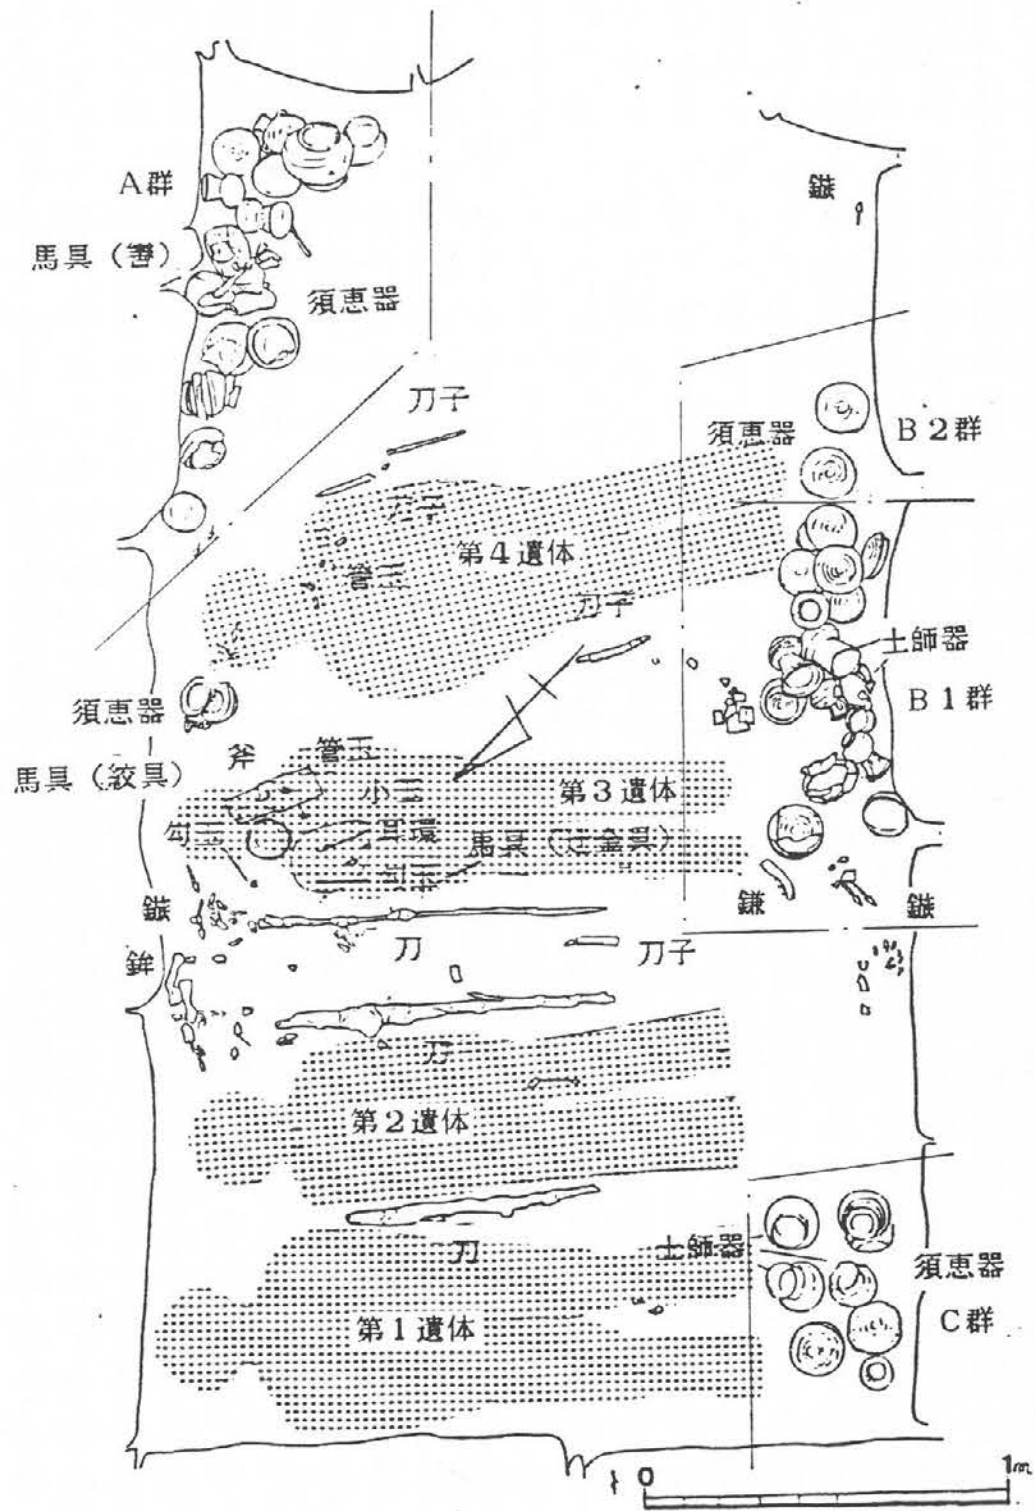 A群
鏃
馬具（轡）
須恵器
刀子
須恵器
B2群
刀子
第4遺体
管玉
刀子
土師器
須恵器
B1群
斧
管玉
馬具（鉸具）
小玉
第3遺体
勾玉
耳環
馬具（辻金具）
耳環
鏃
鎌
鏃
刀
刀子
鉾
刀
第2遺体
刀
土師器
須恵器
第1遺体
C群
0
1m